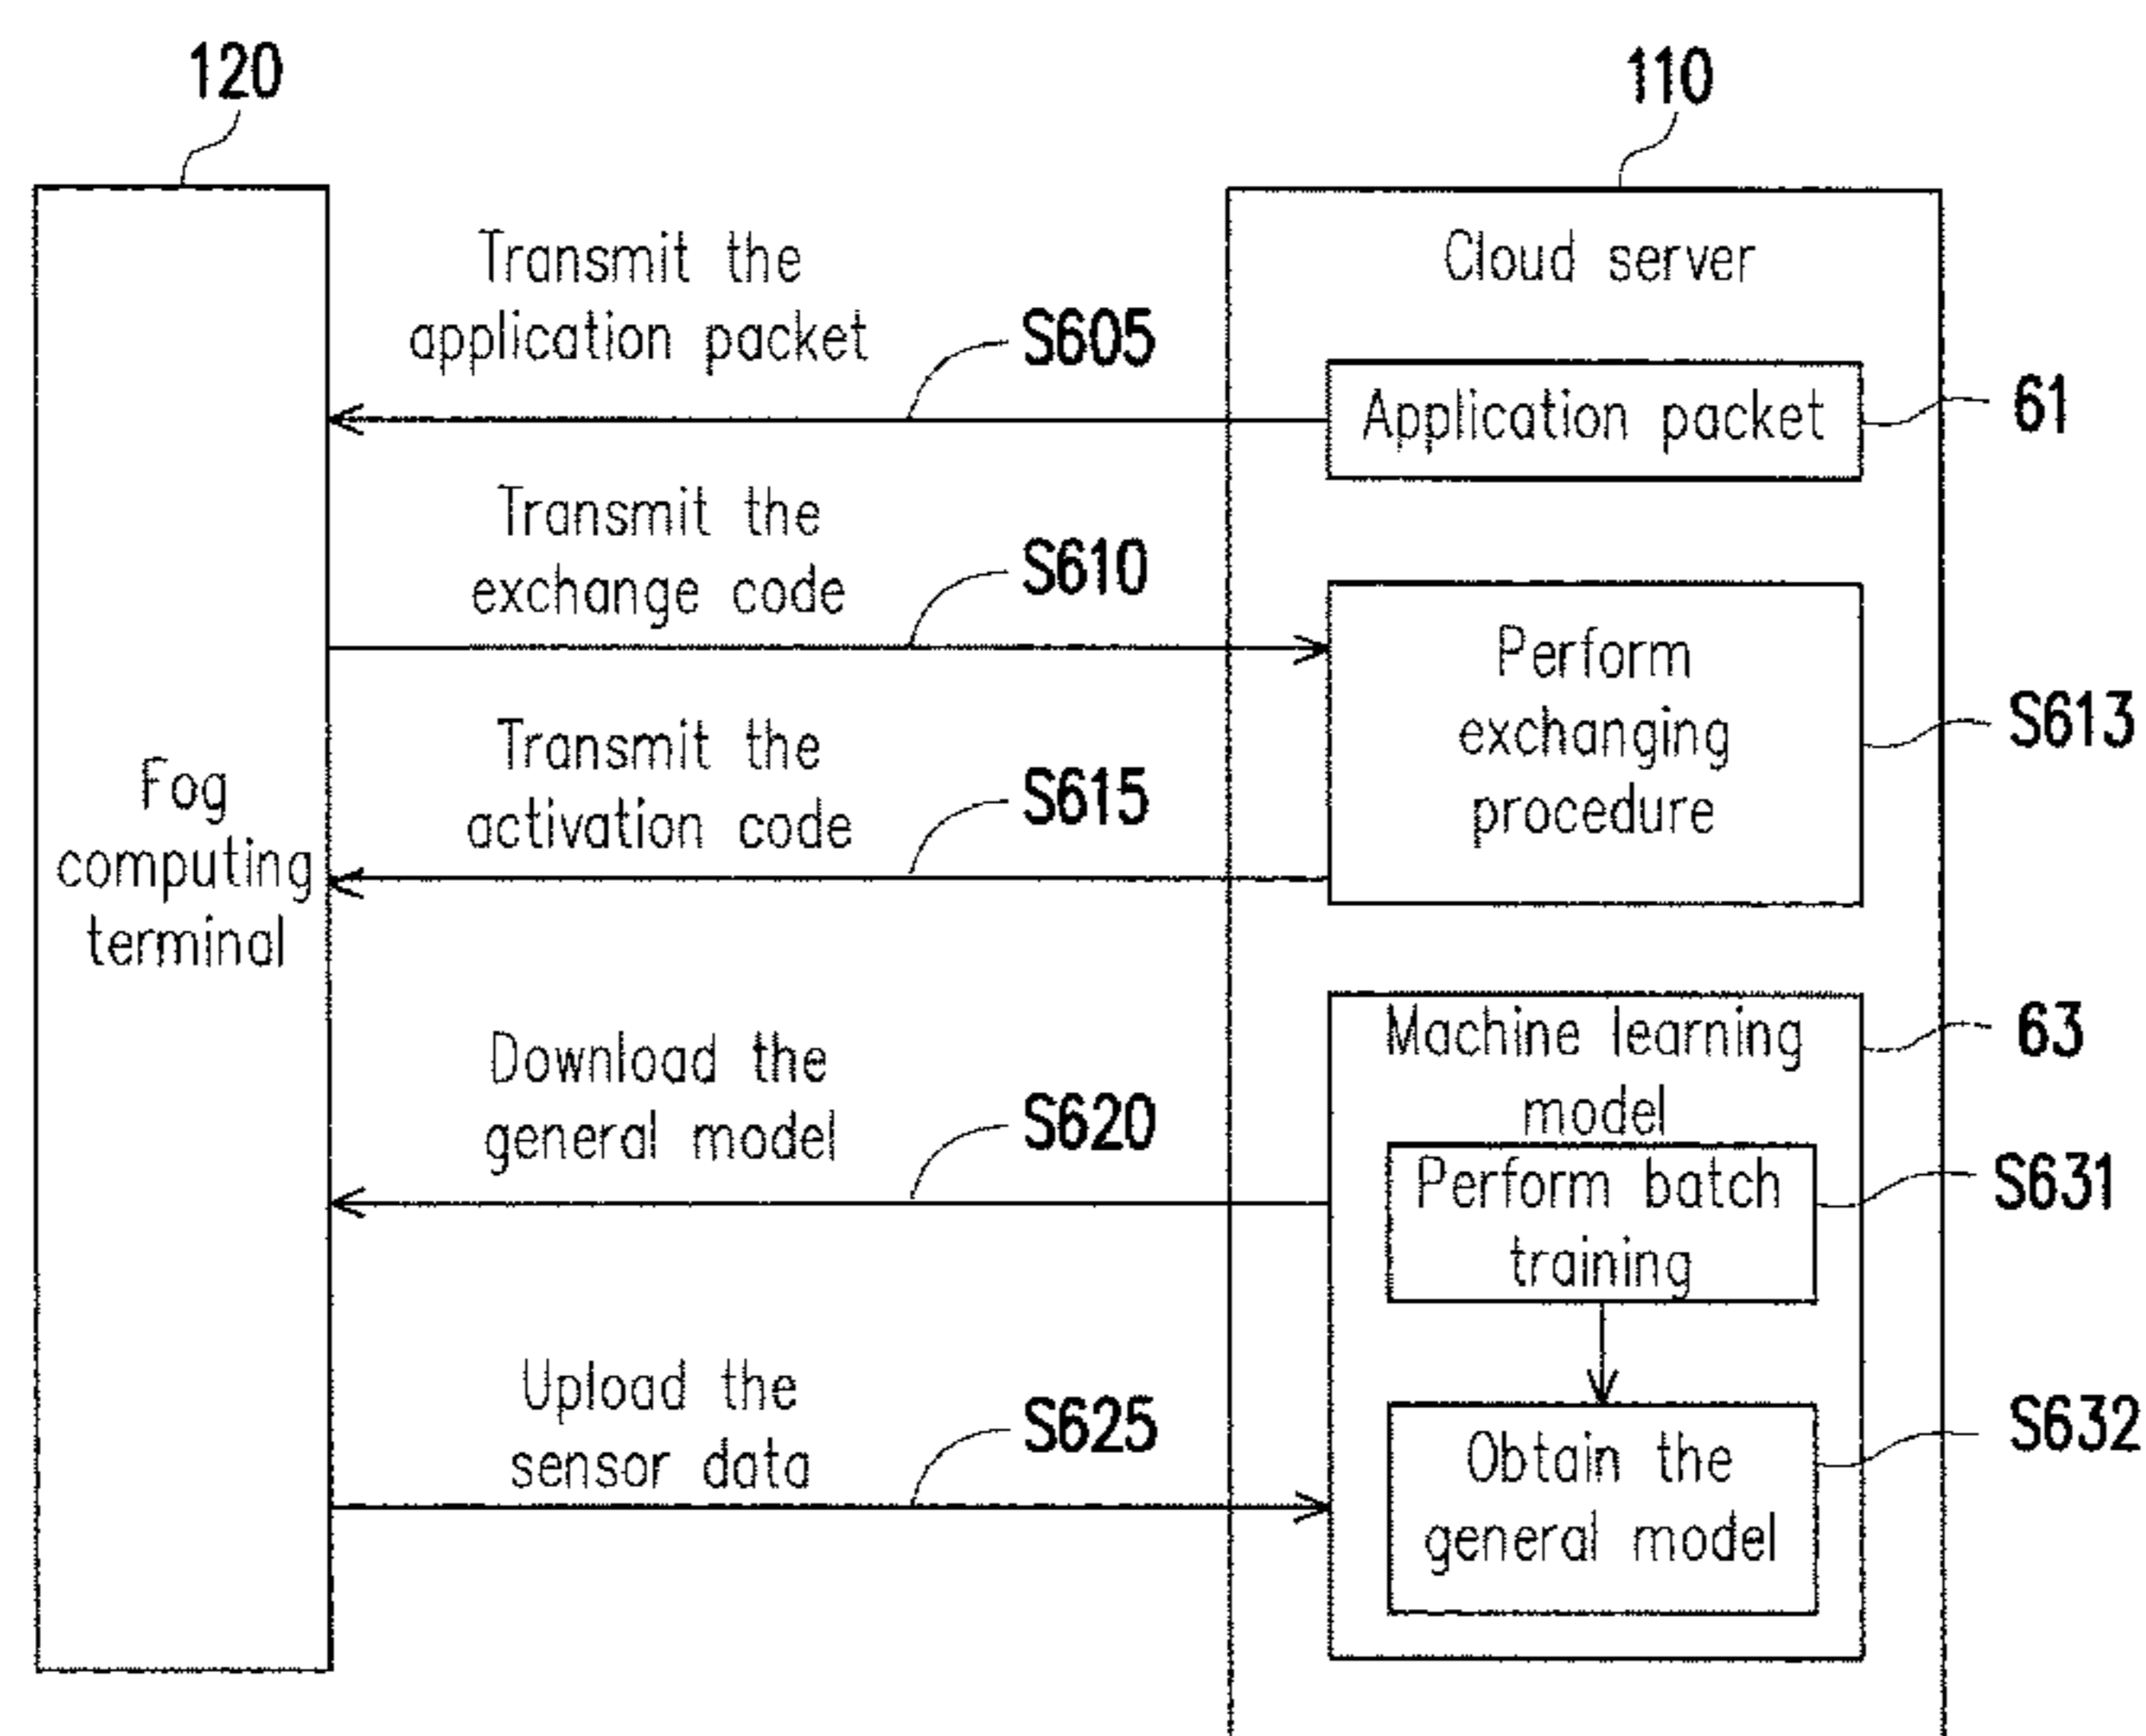 120
110
Cloud server
Transmit the
application packet
S605
Application packet
61
Transmit the
exchange code
S610
Perform
exchanging
procedure
S613
Transmit the
activation code
S615
Fog
computing
terminal
Machine learning
model
63
Download the
general model
S620
Perform batch
training
S631
Upload the
sensor data
S625
Obtain the
general model
S632